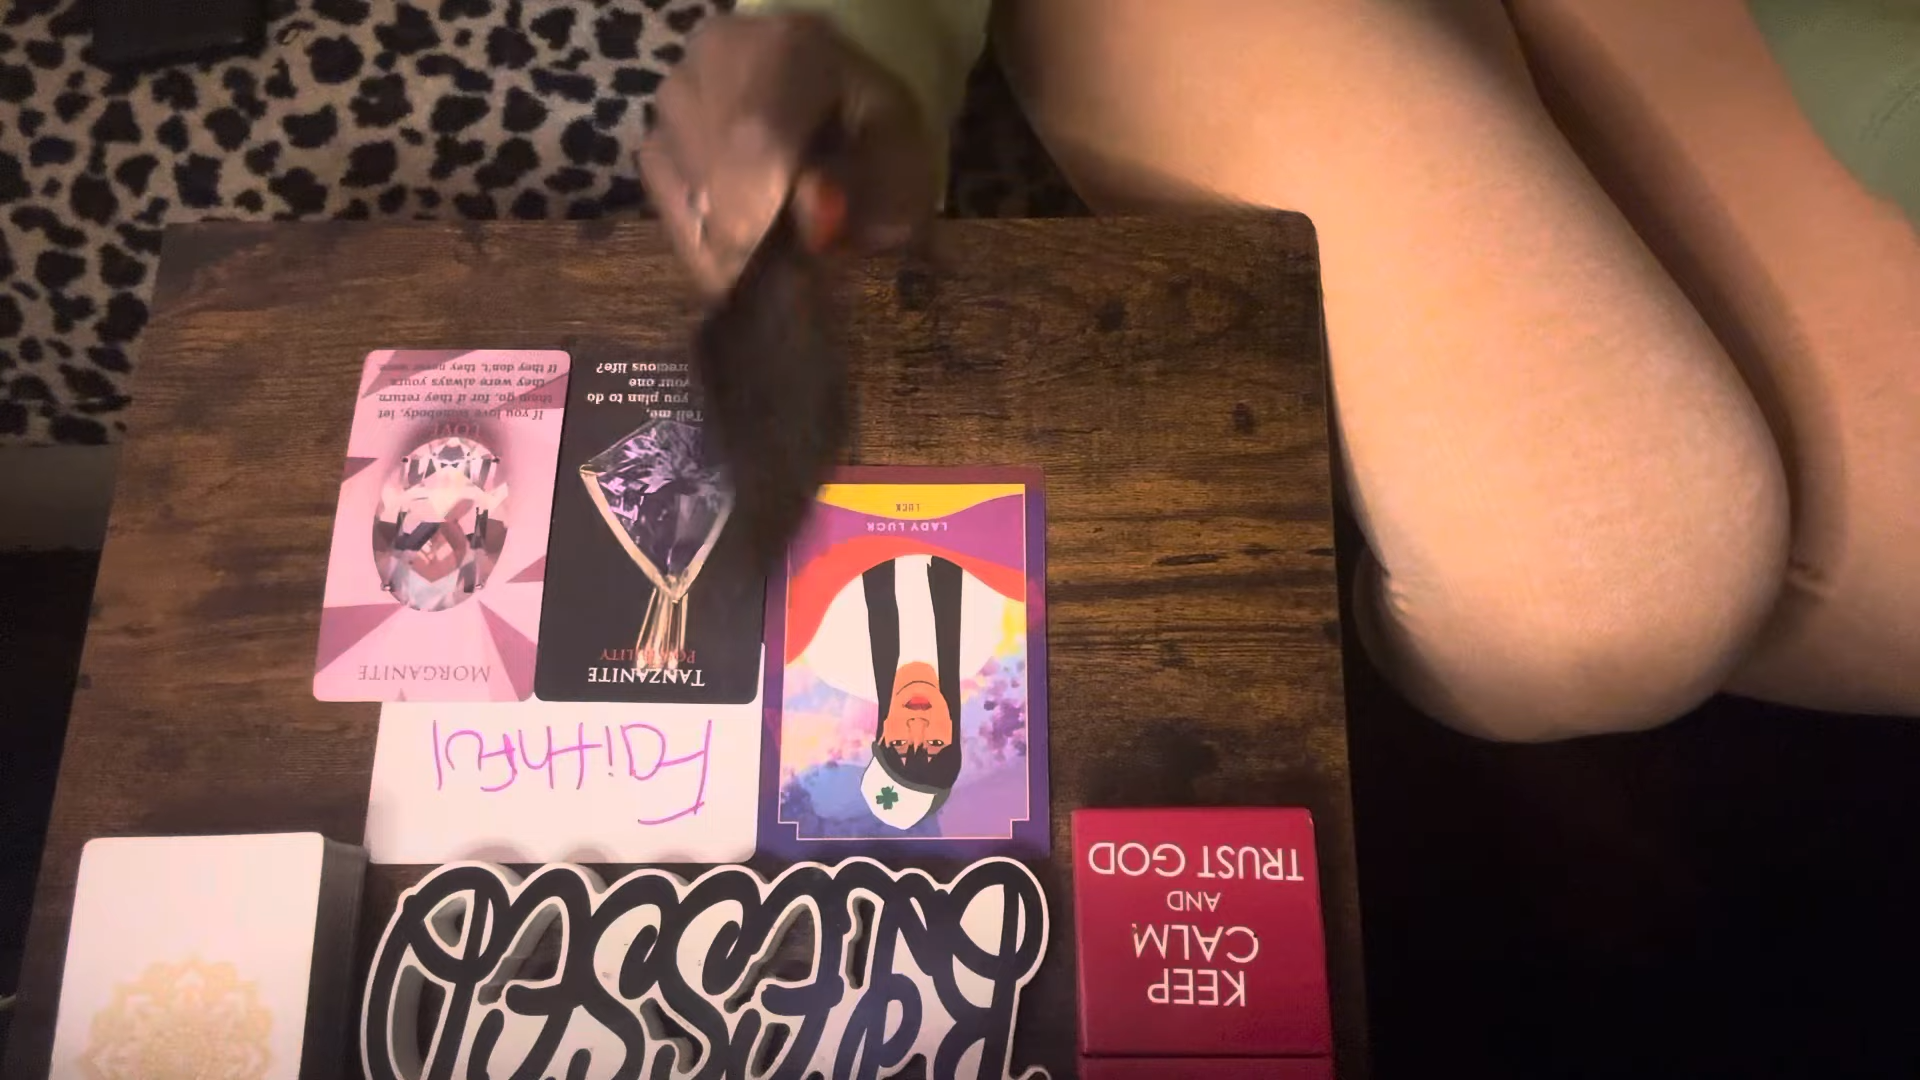 MORGANITE
LOVE
If you love somebody, let
them go, for if they return,
they were always yours.
If they don't, they never were.
TANZANITE
Tell me,
you plan to do
your one
precious life?
LADY LUCK
LUCK
Faithful
Blessed
KEEP
CALM
AND
TRUST GOD